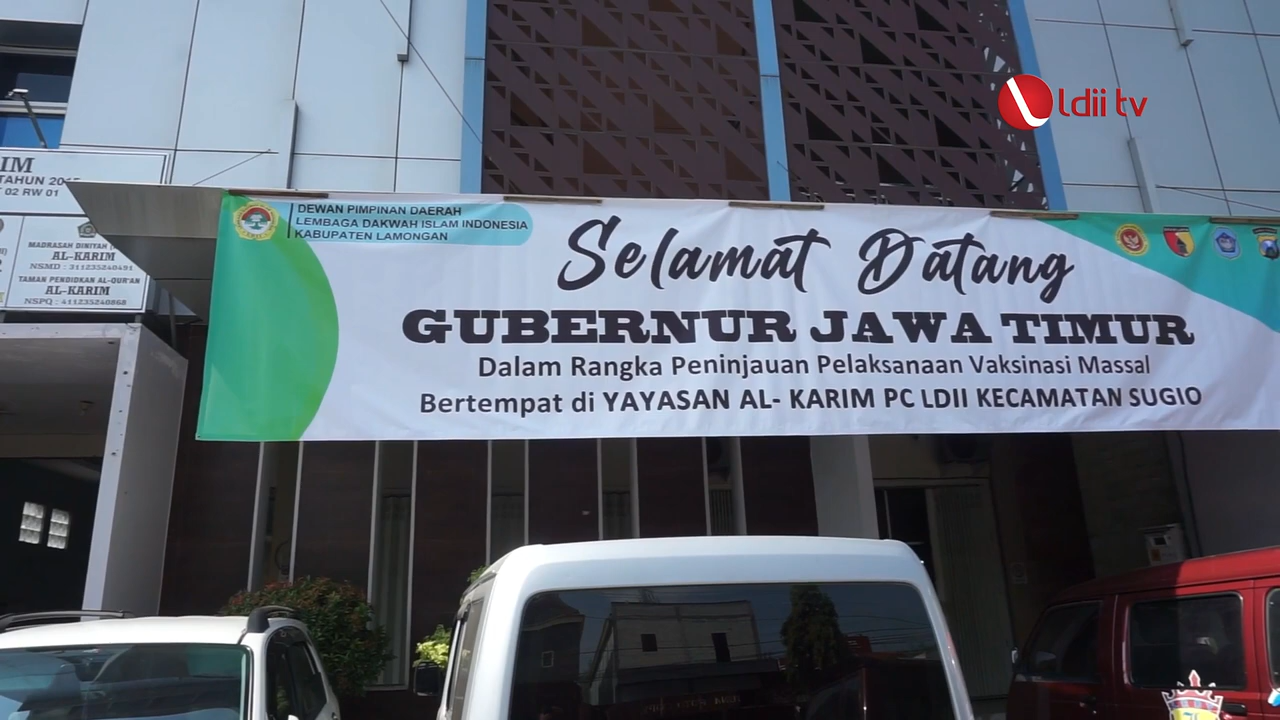 ldii tv
IM
TAHUN 201
02 RW 01
MADRASAH DINIYAH
AL-KARIM
NSMD : 311235240491
TAMAN PENDIDIKAN AL-QUR'AN
AL-KARIM
NSPQ : 411235240868
DEWAN PIMPINAN DAERAH
LEMBAGA DAKWAH ISLAM INDONESIA
KABUPATEN LAMONGAN
Selamat Datang
GUBERNUR JAWA TIMUR
Dalam Rangka Peninjauan Pelaksanaan Vaksinasi Massal
Bertempat di YAYASAN AL- KARIM PC LDII KECAMATAN SUGIO